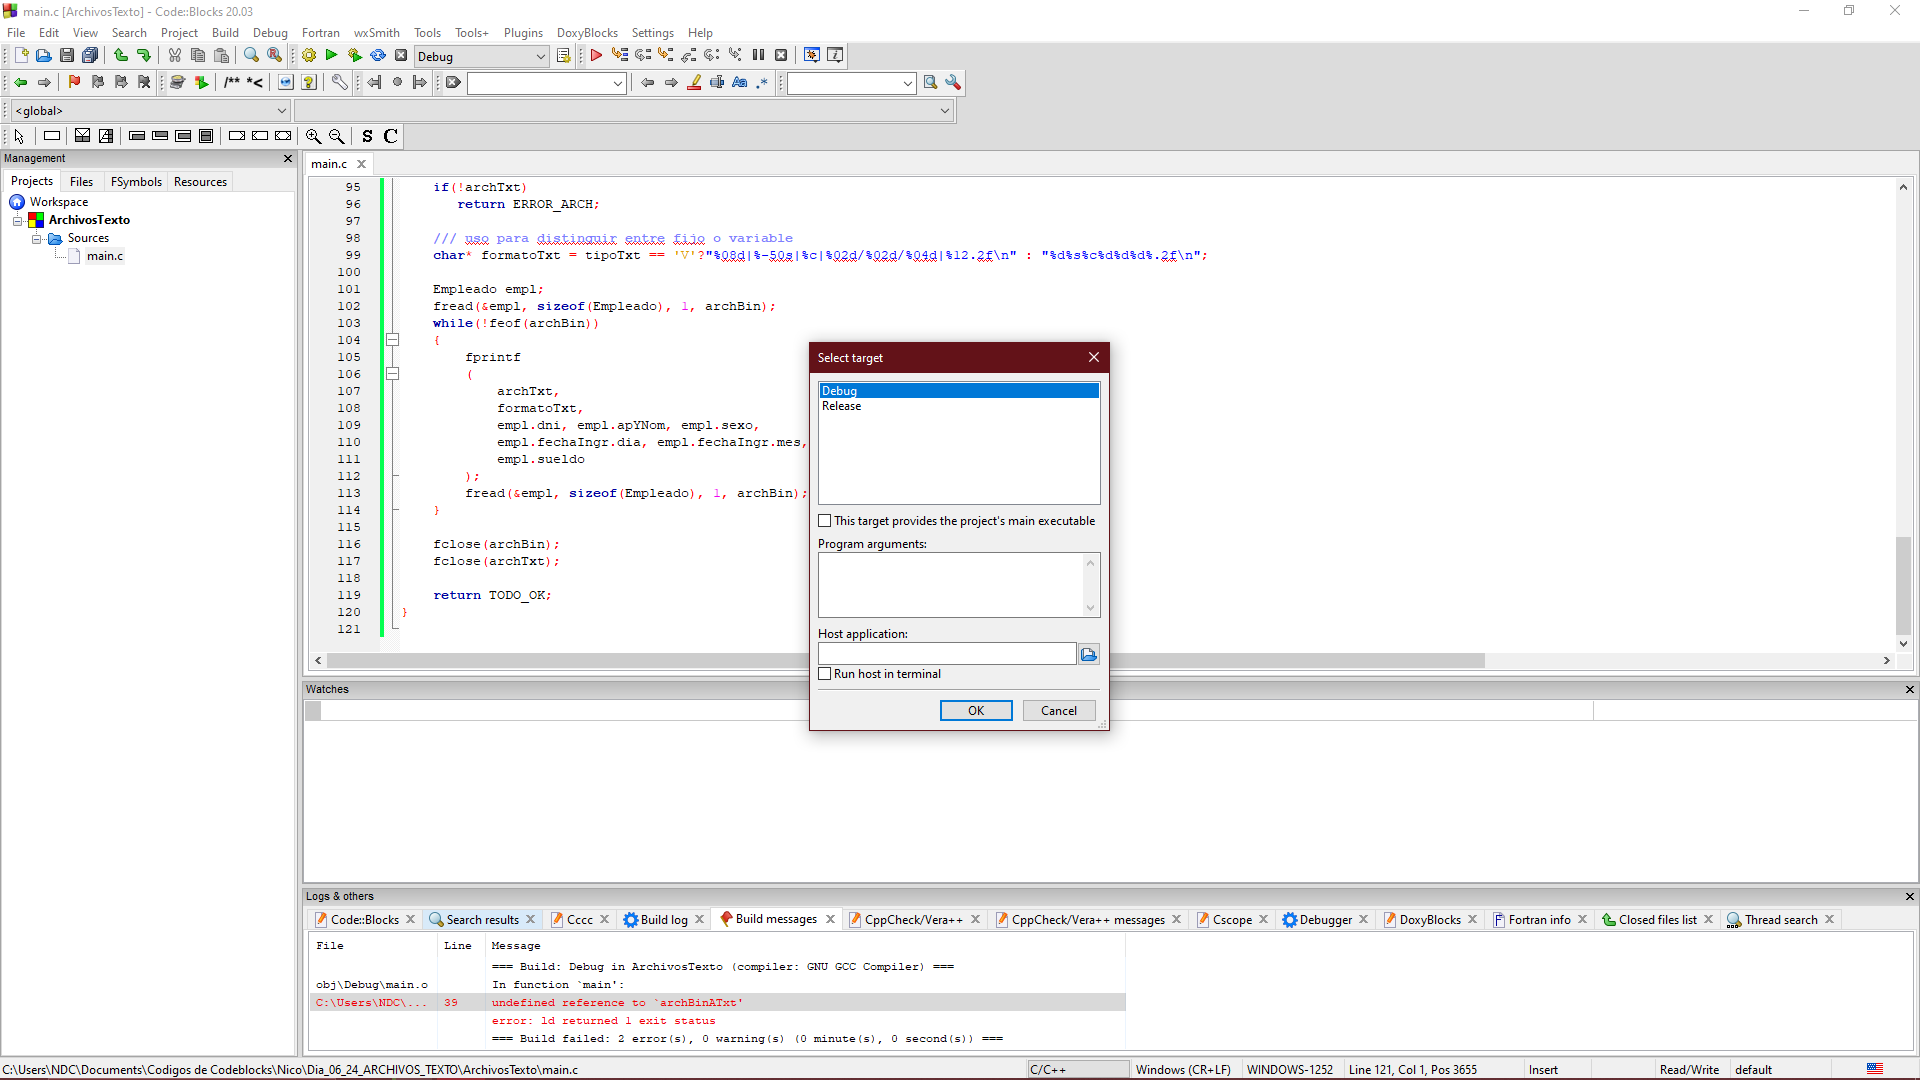 main.c [ArchivosTexto] - Code::Blocks 20.03
File Edit View Search Project Build Debug Fortran wxSmith Tools Tools+ Plugins DoxyBlocks Settings Help
Debug
/** *<
Aa .*
<global>
S C
Management
Projects Files FSymbols Resources
Workspace
ArchivosTexto
Sources
main.c
main.c
95 if(!archTxt)
96 return ERROR_ARCH;
97
98 /// uso para distinguir entre fijo o variable
99 char* formatoTxt = tipoTxt == 'V'?"%08d|%-50s|%c|%02d/%02d/%04d|%12.2f\n" : "%d%s%c%d%d%d%.2f\n";
100
101 Empleado empl;
102 fread(&empl, sizeof(Empleado), 1, archBin);
103 while(!feof(archBin))
104 {
105 fprintf
106 (
107 archTxt,
108 formatoTxt,
109 empl.dni, empl.apYNom, empl.sexo,
110 empl.fechaIngr.dia, empl.fechaIngr.mes,
111 empl.sueldo
112 );
113 fread(&empl, sizeof(Empleado), 1, archBin);
114 }
115
116 fclose(archBin);
117 fclose(archTxt);
118
119 return TODO_OK;
120 }
121
Select target
Debug
Release
This target provides the project's main executable
Program arguments:
Host application:
Run host in terminal
OK Cancel
Watches
Logs & others
Code::Blocks Search results Cccc Build log Build messages CppCheck/Vera++ CppCheck/Vera++ messages Cscope Debugger DoxyBlocks Fortran info Closed files list Thread search
File Line Message
=== Build: Debug in ArchivosTexto (compiler: GNU GCC Compiler) ===
obj\Debug\main.o In function `main':
C:\Users\NDC\... 39 undefined reference to `archBinATxt'
error: ld returned 1 exit status
=== Build failed: 2 error(s), 0 warning(s) (0 minute(s), 0 second(s)) ===
C:\Users\NDC\Documents\Codigos de Codeblocks\Nico\Dia_06_24_ARCHIVOS_TEXTO\ArchivosTexto\main.c C/C++ Windows (CR+LF) WINDOWS-1252 Line 121, Col 1, Pos 3655 Insert Read/Write default